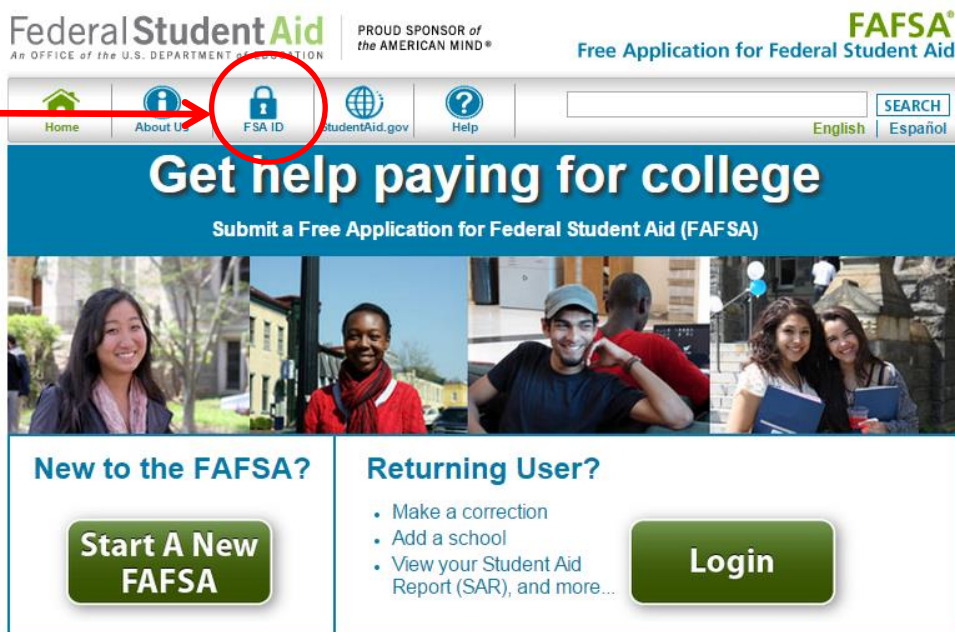 Federal Student Aid
An OFFICE of the U.S. DEPARTMENT of EDUCATION
PROUD SPONSOR of
the AMERICAN MIND®
FAFSA®
Free Application for Federal Student Aid
Home
About Us
FSA ID
StudentAid.gov
Help
SEARCH
English | Español
Get help paying for college
Submit a Free Application for Federal Student Aid (FAFSA)
New to the FAFSA?
Start A New
FAFSA
Returning User?
• Make a correction
• Add a school
• View your Student Aid
Report (SAR), and more...
Login